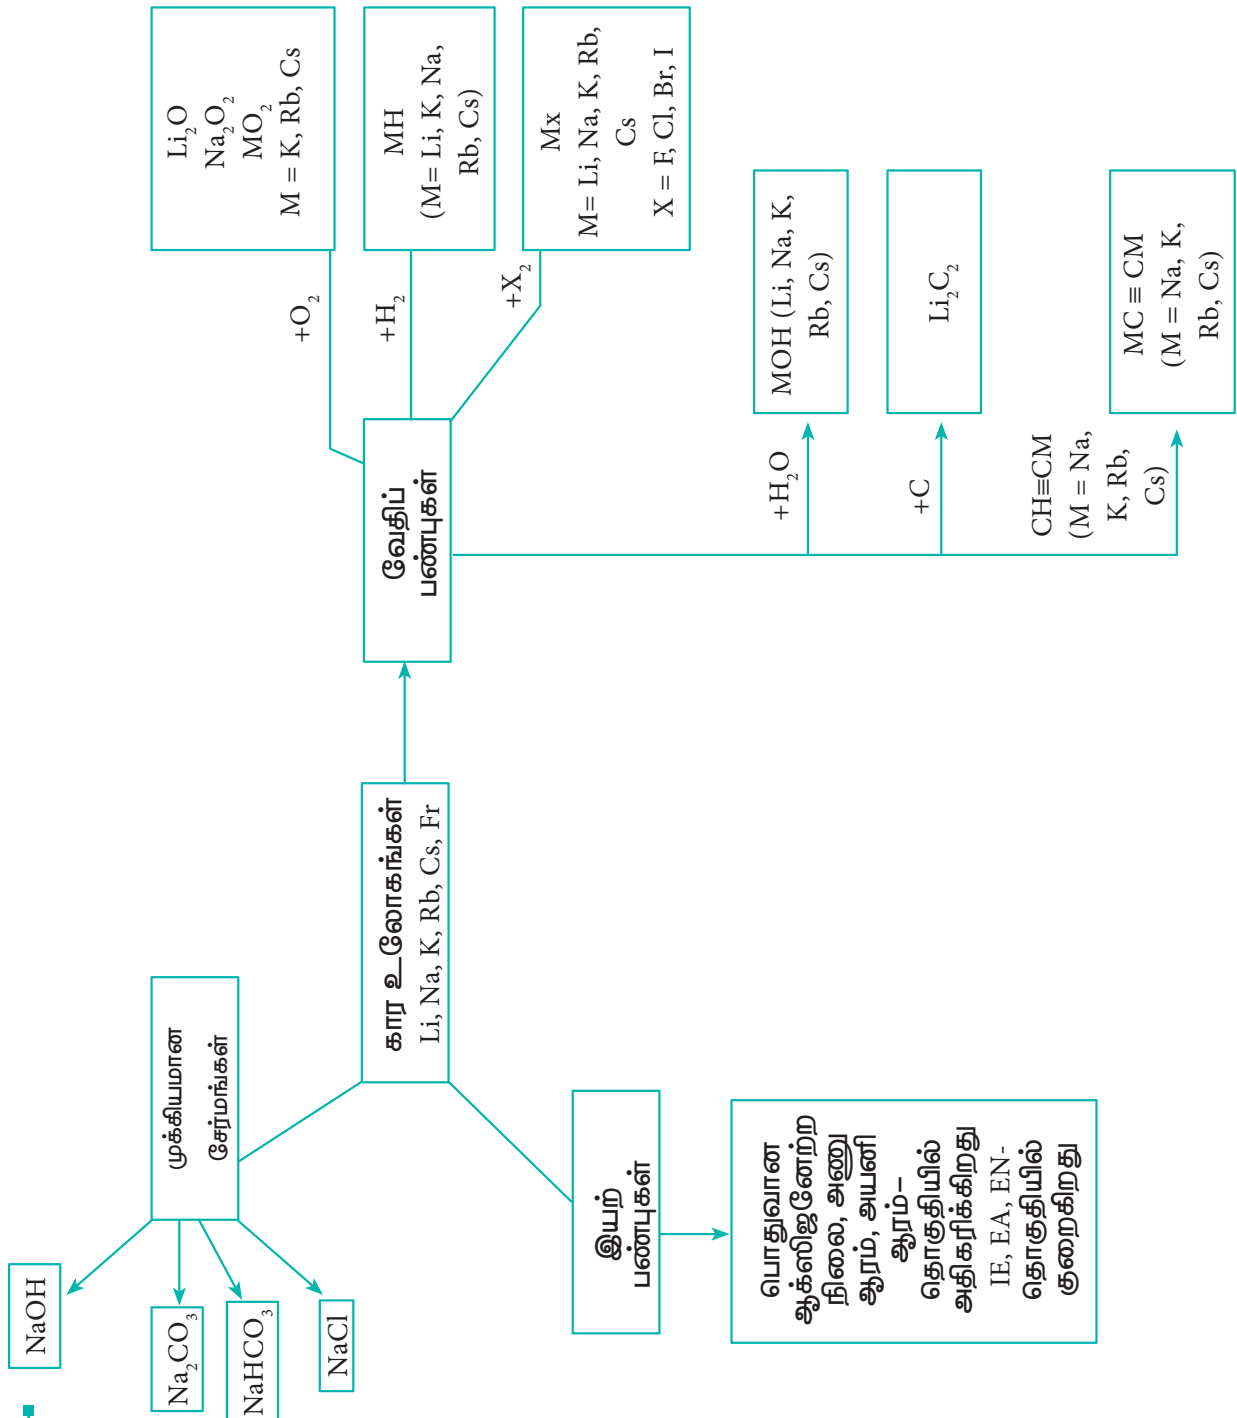 NaOH
Na₂CO₃
NaHCO₃
NaCl
முக்கியமான
சேர்மங்கள்
கார உலோகங்கள்
Li, Na, K, Rb, Cs, Fr
இயற்
பண்புகள்
பொதுவான
ஆக்ஸிஜனேற்ற
நிலை, அணு
ஆரம், அயனி
ஆரம்–
தொகுதியில்
அதிகரிக்கிறது
IE, EA, EN-
தொகுதியில்
குறைகிறது
வேதிப்
பண்புகள்
+O₂
Li₂O
Na₂O₂
MO₂
M = K, Rb, Cs
+H₂
MH
(M= Li, K, Na,
Rb, Cs)
+X₂
Mx
M= Li, Na, K, Rb,
Cs
X = F, Cl, Br, I
+H₂O
MOH (Li, Na, K,
Rb, Cs)
+C
Li₂C₂
CH≡CM
(M = Na,
K, Rb,
Cs)
MC ≡ CM
(M = Na, K,
Rb, Cs)